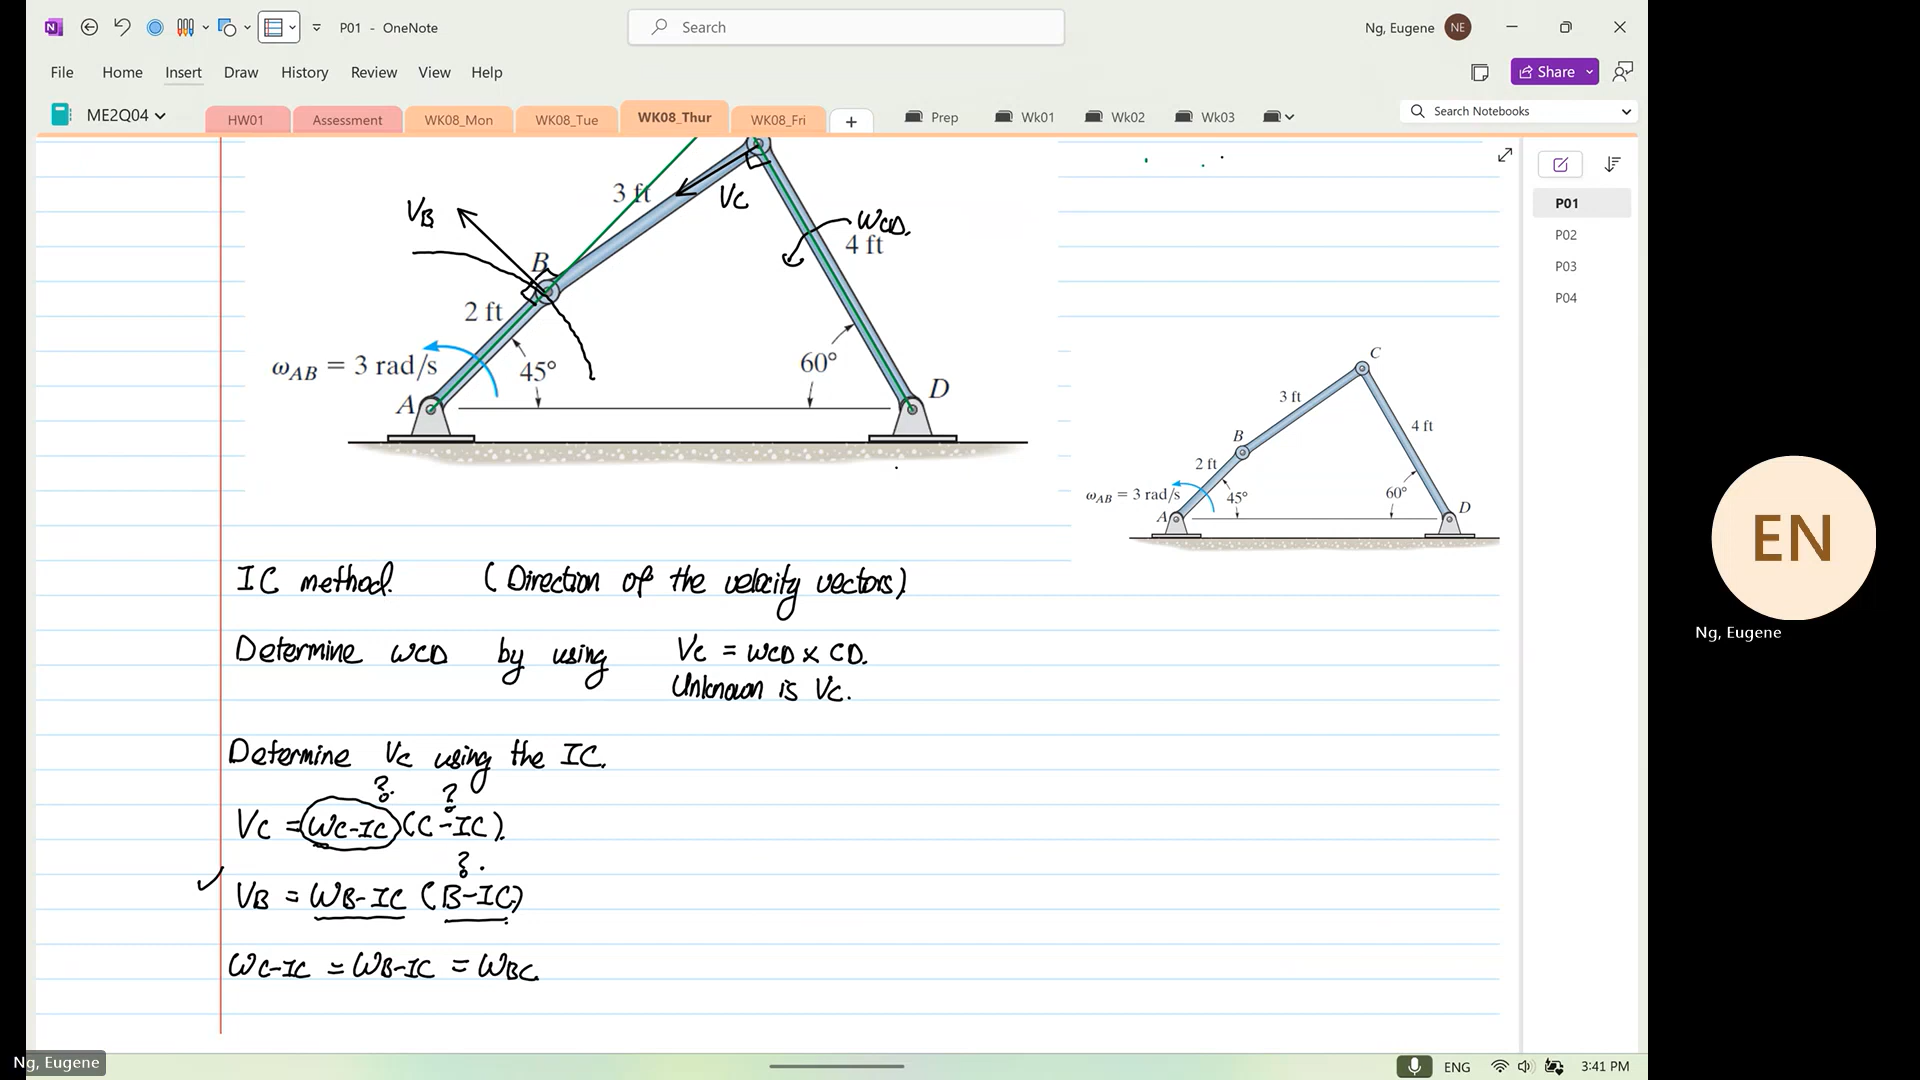 P01 - OneNote
Search
Ng, Eugene
NE
File Home Insert Draw History Review View Help
Share
ME2Q04
HW01 Assessment WK08_Mon WK08_Tue WK08_Thur WK08_Fri + Prep Wk01 Wk02 Wk03
Search Notebooks
P01
P02
P03
P04
3 ft
VC
VB
ωCD.
4 ft
B
2 ft
ωAB = 3 rad/s
45°
60°
A
D
C
3 ft
4 ft
B
2 ft
ωAB = 3 rad/s
45°
60°
A
D
IC method. (Direction of the velocity vectors)
Determine ωCD by using Vc = ωCD x CD.
Unknown is Vc.
Determine Vc using the IC.
? ?
VC = ωC-IC (C-IC).
?
✓ VB = ωB-IC (B-IC)
ωC-IC = ωB-IC = ωBC.
EN
Ng, Eugene
Ng, Eugene
ENG
3:41 PM